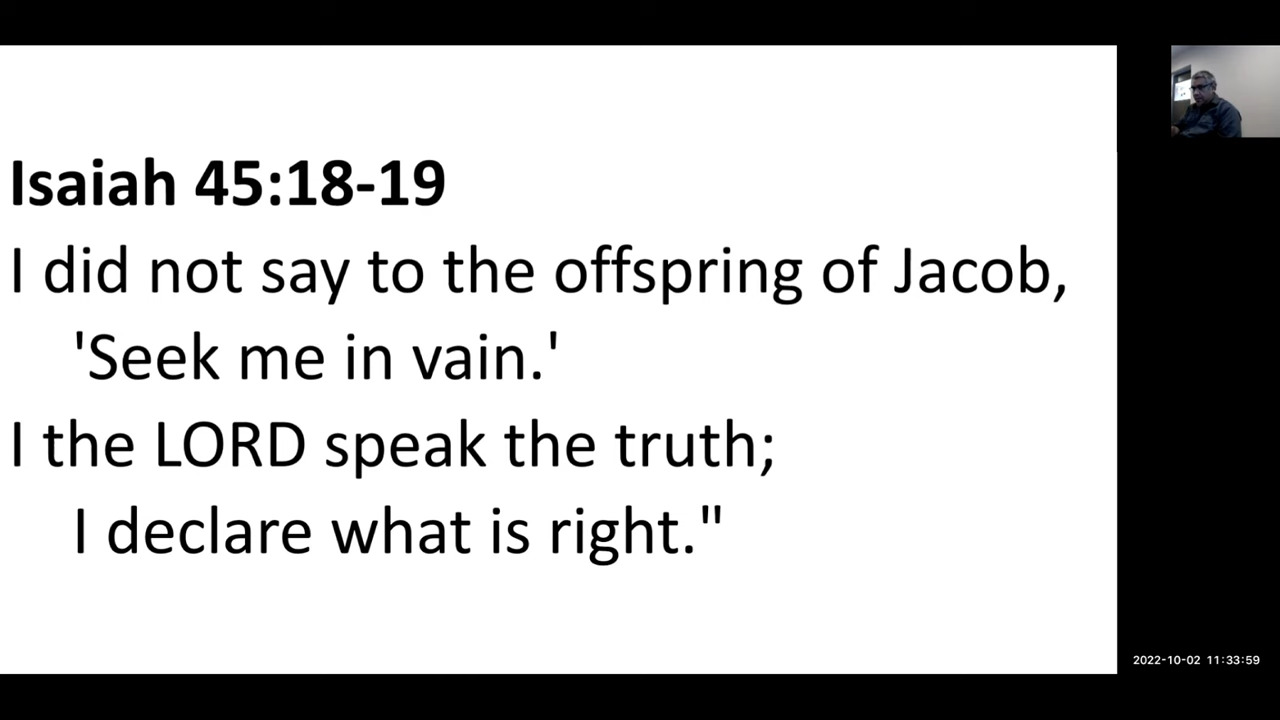 Isaiah 45:18-19
I did not say to the offspring of Jacob,
'Seek me in vain.'
I the LORD speak the truth;
I declare what is right."
2022-10-02 11:33:59